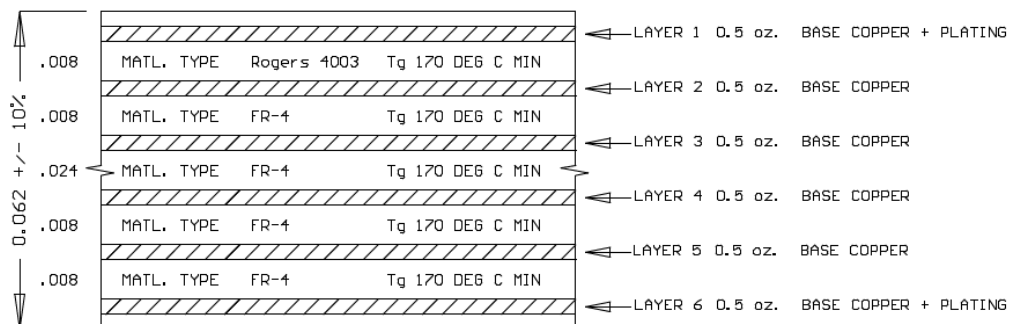 LAYER 1 0.5 oz. BASE COPPER + PLATING
.008 MATL. TYPE Rogers 4003 Tg 170 DEG C MIN
LAYER 2 0.5 oz. BASE COPPER
.008 MATL. TYPE FR-4 Tg 170 DEG C MIN
LAYER 3 0.5 oz. BASE COPPER
.024 MATL. TYPE FR-4 Tg 170 DEG C MIN
LAYER 4 0.5 oz. BASE COPPER
.008 MATL. TYPE FR-4 Tg 170 DEG C MIN
LAYER 5 0.5 oz. BASE COPPER
.008 MATL. TYPE FR-4 Tg 170 DEG C MIN
LAYER 6 0.5 oz. BASE COPPER + PLATING
0.062 +/- 10%